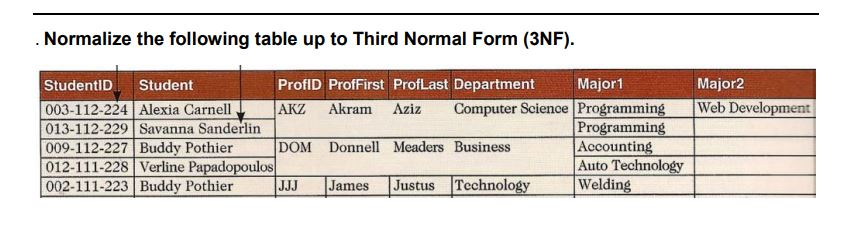 . Normalize the following table up to Third Normal Form (3NF).
StudentID Student ProfID ProfFirst ProfLast Department Major1 Major2
003-112-224 Alexia Carnell AKZ Akram Aziz Computer Science Programming Web Development
013-112-229 Savanna Sanderlin Programming
009-112-227 Buddy Pothier DOM Donnell Meaders Business Accounting
012-111-228 Verline Papadopoulos Auto Technology
002-111-223 Buddy Pothier JJJ James Justus Technology Welding